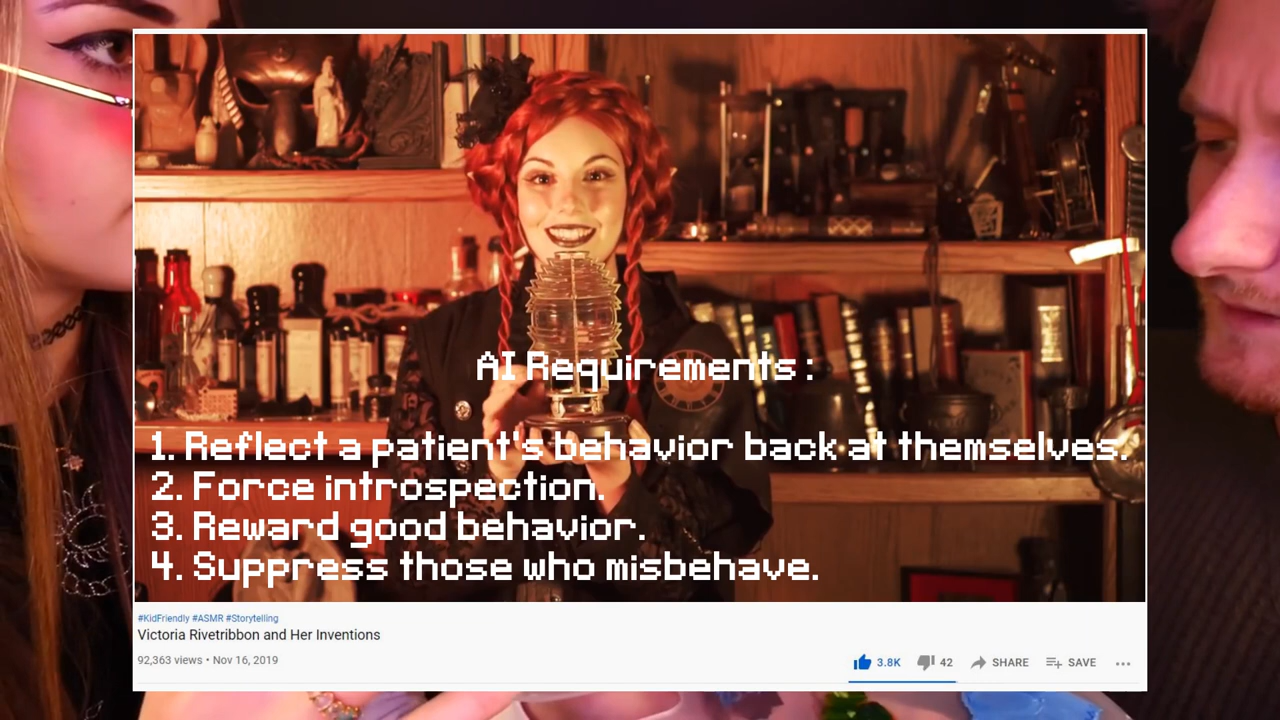 AI Requirements :
1. Reflect a patient's behavior back at themselves.
2. Force introspection.
3. Reward good behavior.
4. Suppress those who misbehave.
#KidFriendly #ASMR #Storytelling
Victoria Rivetribbon and Her Inventions
92,363 views • Nov 16, 2019
3.8K 42 SHARE SAVE ...